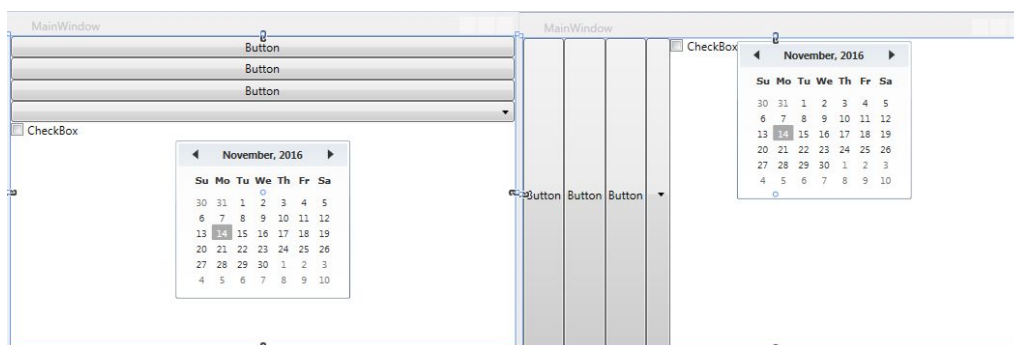 MainWindow
Button
Button
Button
CheckBox
November, 2016
Su Mo Tu We Th Fr Sa
30 31 1 2 3 4 5
6 7 8 9 10 11 12
13 14 15 16 17 18 19
20 21 22 23 24 25 26
27 28 29 30 1 2 3
4 5 6 7 8 9 10
MainWindow
Button Button Button
CheckBox
November, 2016
Su Mo Tu We Th Fr Sa
30 31 1 2 3 4 5
6 7 8 9 10 11 12
13 14 15 16 17 18 19
20 21 22 23 24 25 26
27 28 29 30 1 2 3
4 5 6 7 8 9 10